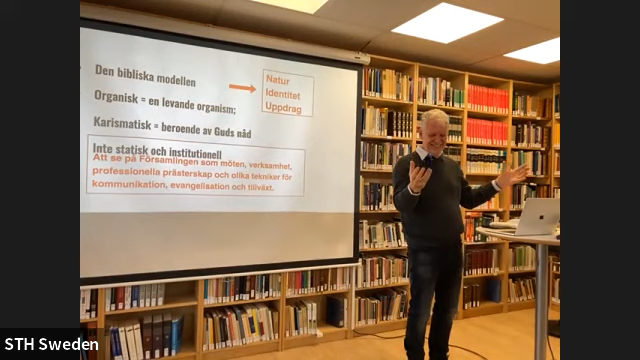 Den bibliska modellen
Natur
Identitet
Uppdrag
Organisk = en levande organism;
Karismatisk = beroende av Guds nåd
Inte statisk och institutionell
Att se på Församlingen som möten, verksamhet,
professionella prästerskap och olika tekniker för
kommunikation, evangelisation och tillväxt.
STH Sweden